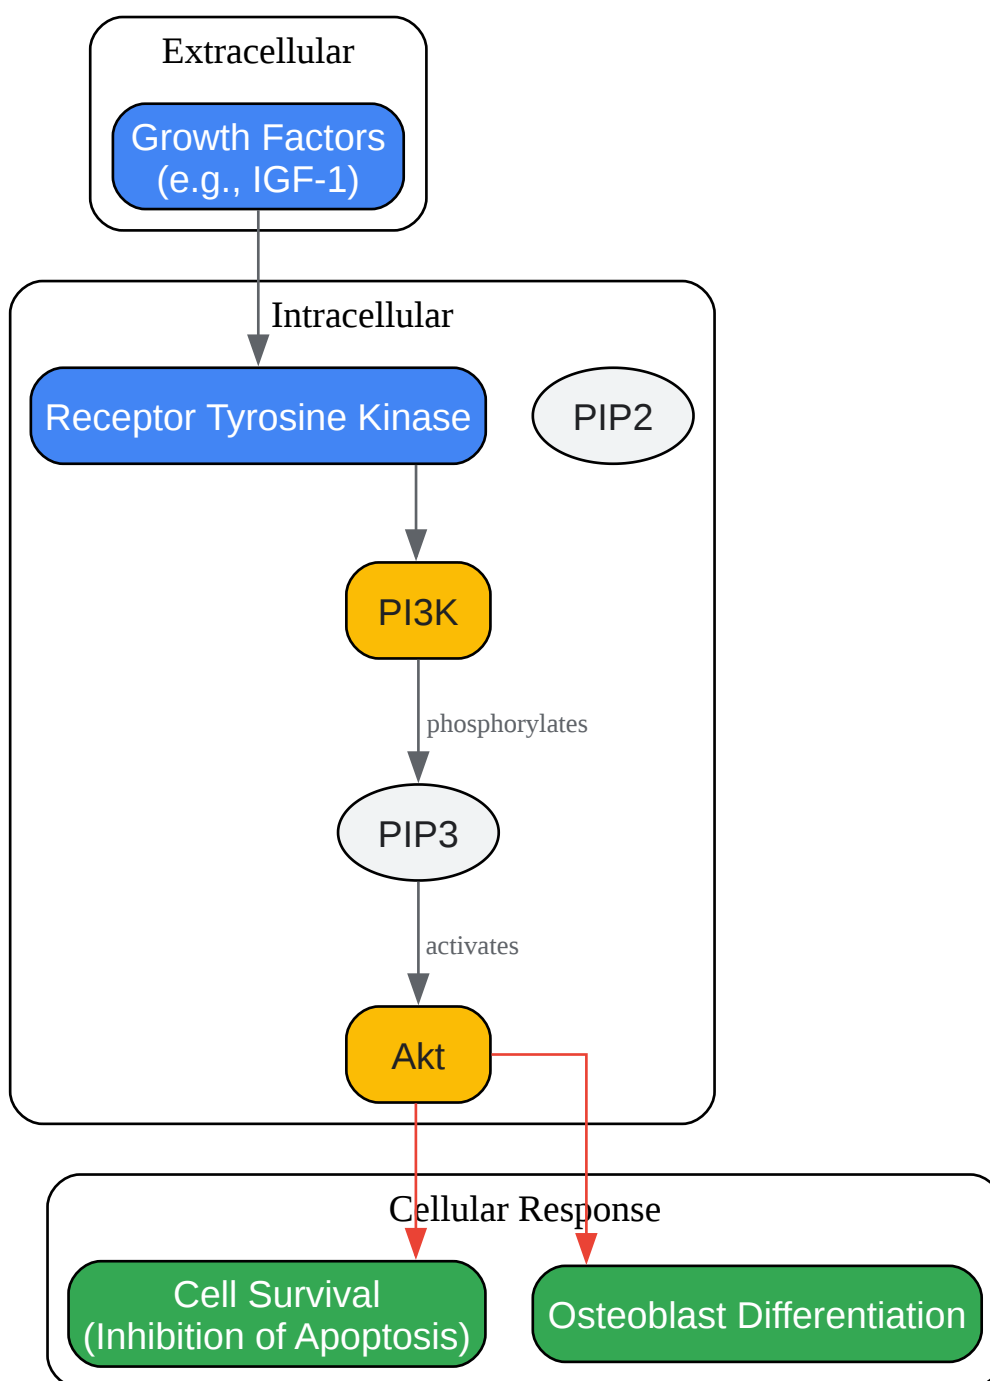 Extracellular
Growth Factors
(e.g., IGF-1)
Intracellular
Receptor Tyrosine Kinase
PIP2
PI3K
phosphorylates
PIP3
activates
Akt
Cellular Response
Cell Survival
(Inhibition of Apoptosis)
Osteoblast Differentiation